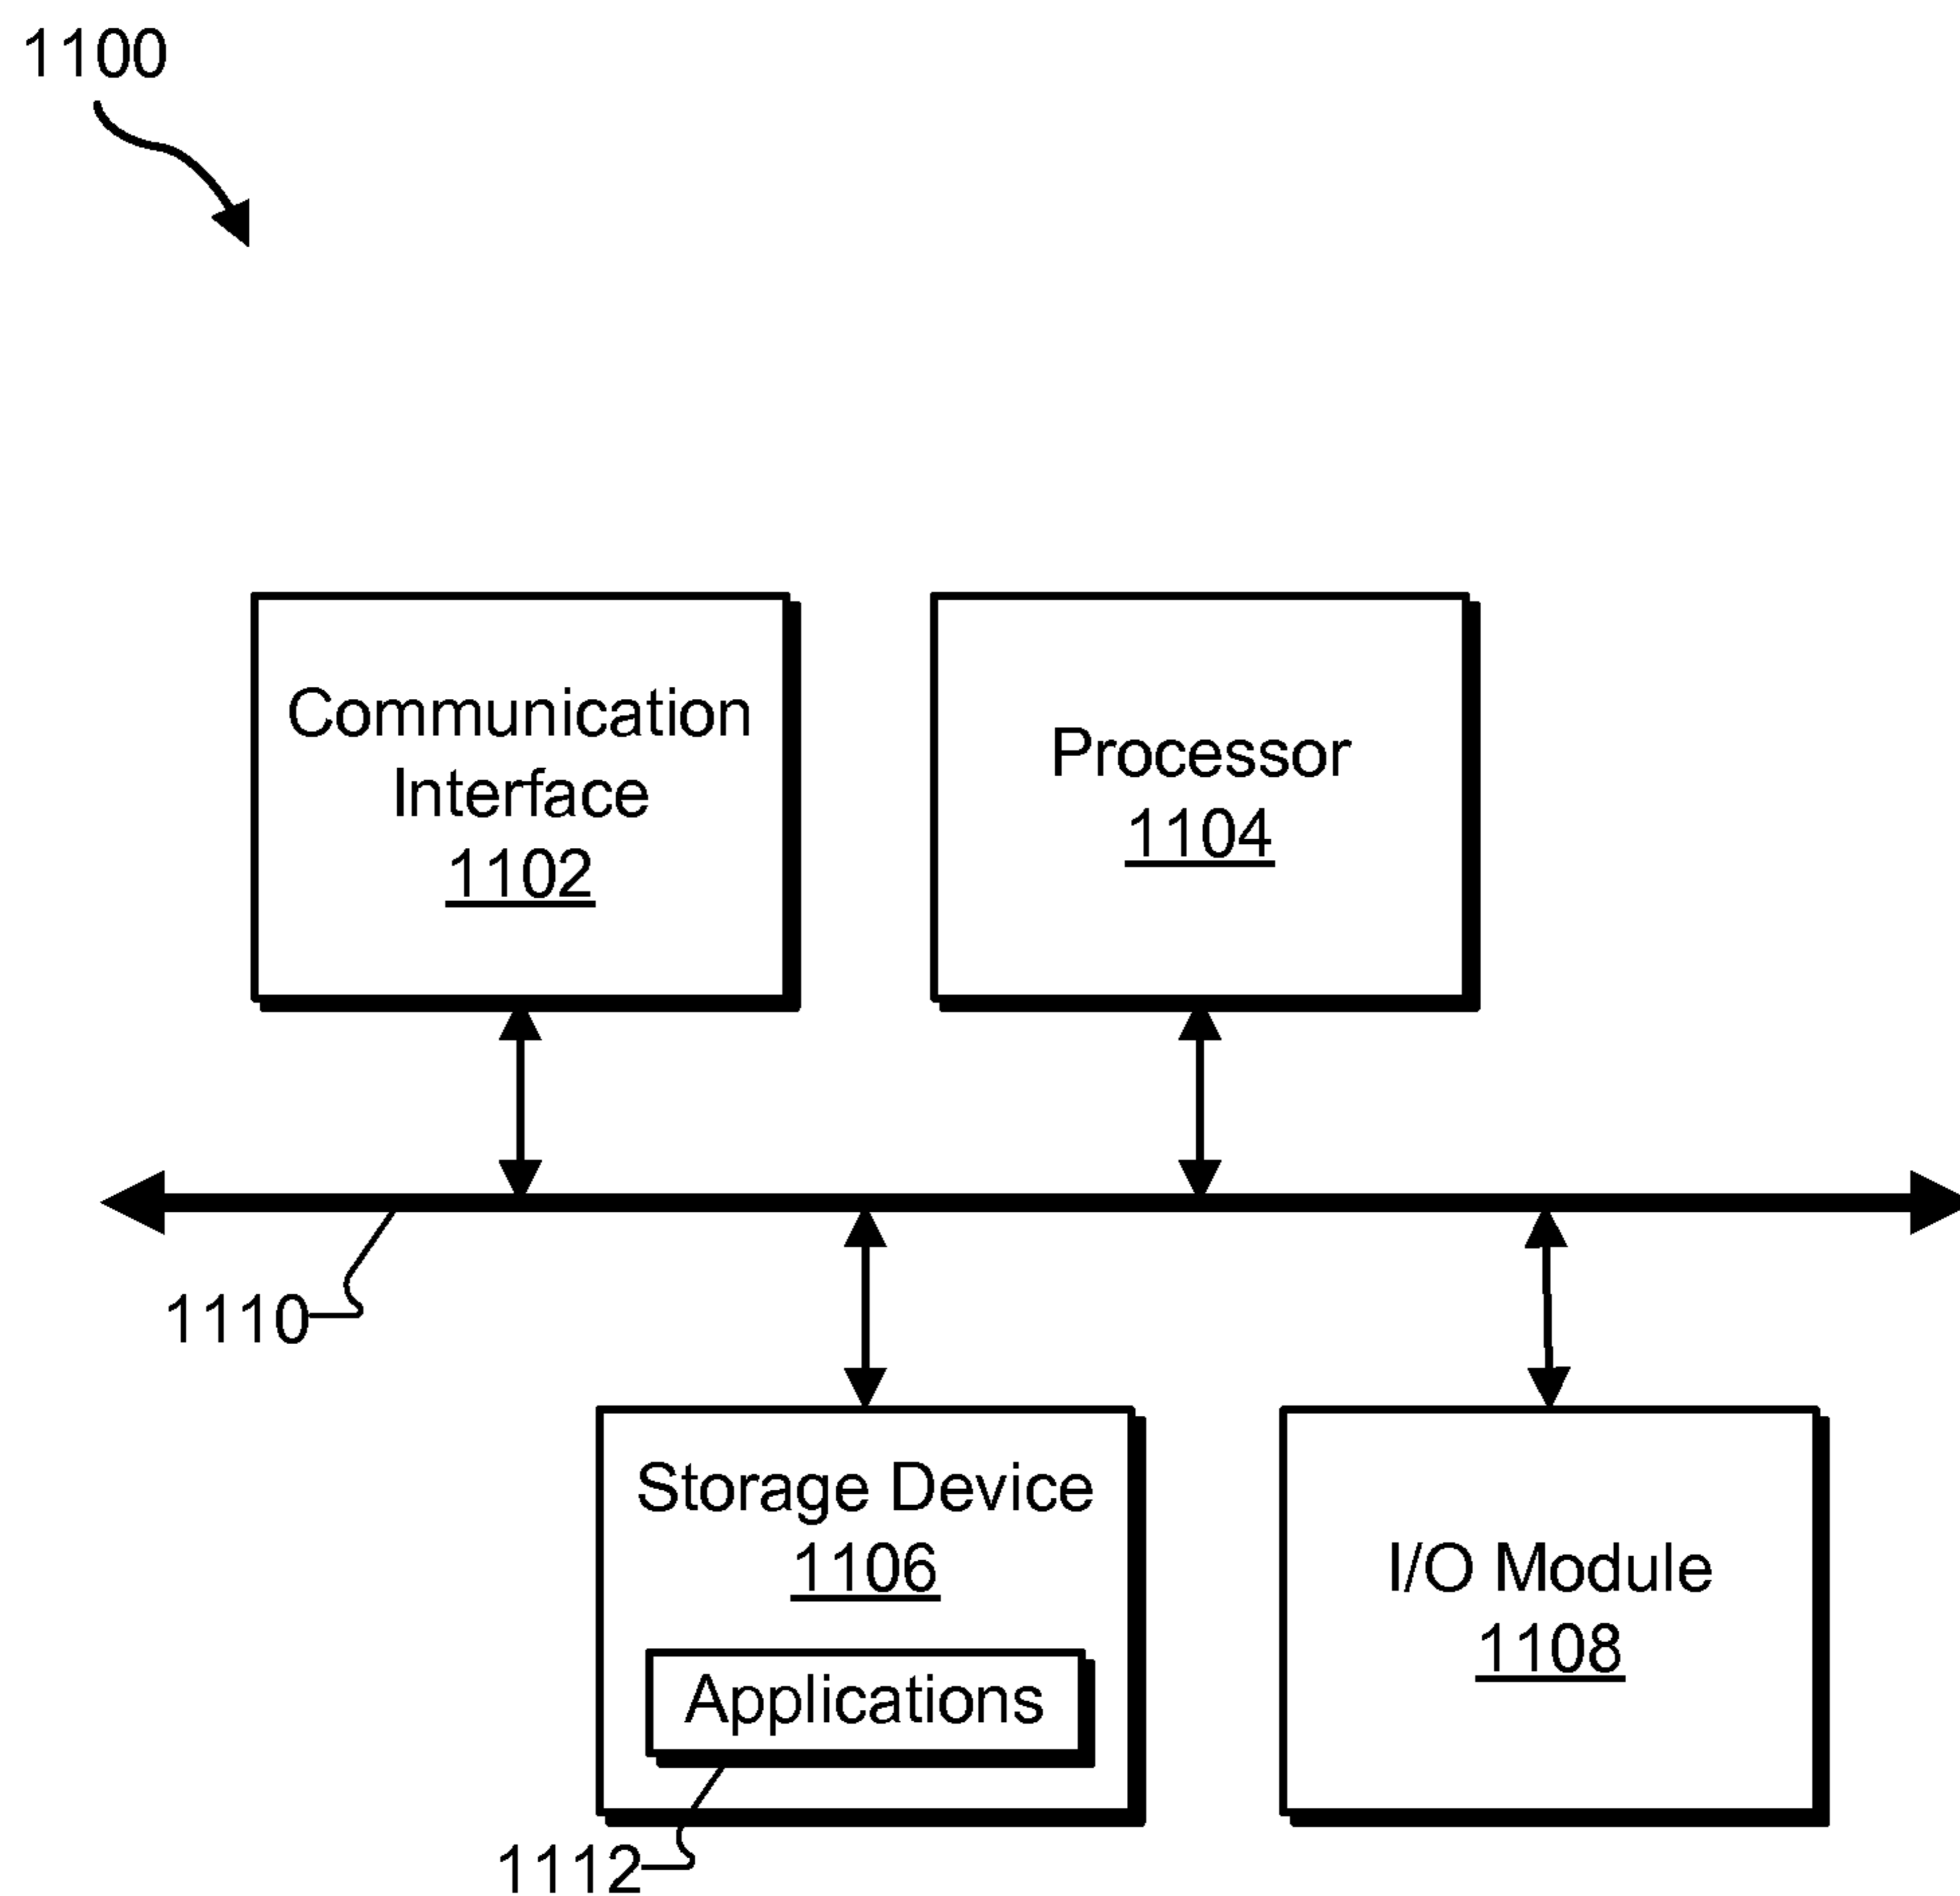 1100
Communication
Interface
1102
Processor
1104
1110
Storage Device
1106
Applications
1112
I/O Module
1108